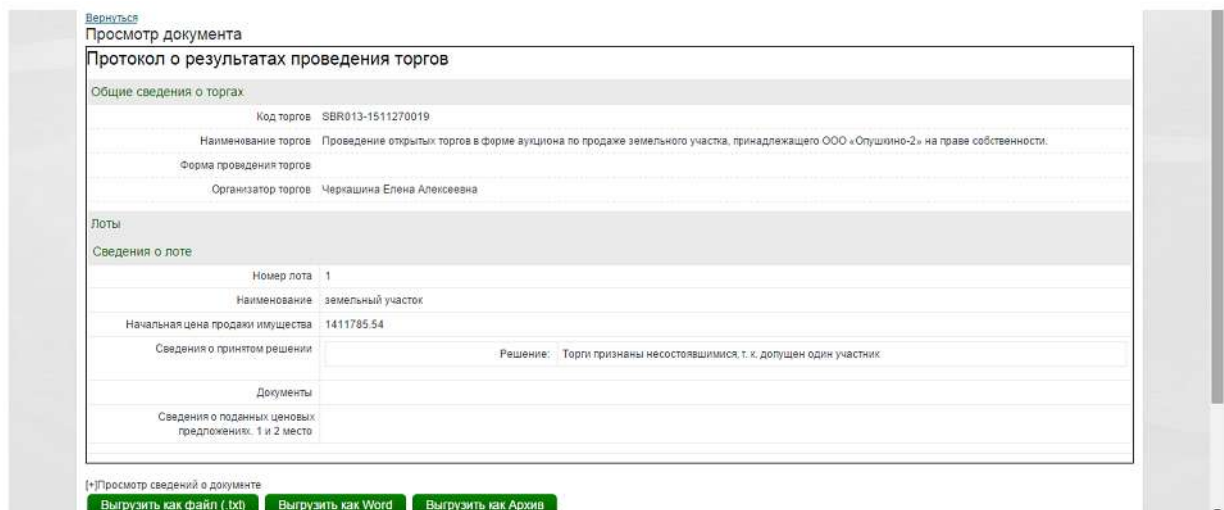 Вернуться
Просмотр документа
Протокол о результатах проведения торгов
Общие сведения о торгах
Код торгов SBR013-1511270019
Наименование торгов Проведение открытых торгов в форме аукциона по продаже земельного участка, принадлежащего ООО «Опушкино-2» на праве собственности.
Форма проведения торгов
Организатор торгов Черкашина Елена Алексеевна
Лоты
Сведения о лоте
Номер лота 1
Наименование земельный участок
Начальная цена продажи имущества 1411785.54
Сведения о принятом решении Решение: Торги признаны несостоявшимися, т. к. допущен один участник
Документы
Сведения о поданных ценовых
предложениях. 1 и 2 место
[+]Просмотр сведений о документе
Выгрузить как файл (.txt) Выгрузить как Word Выгрузить как Архив